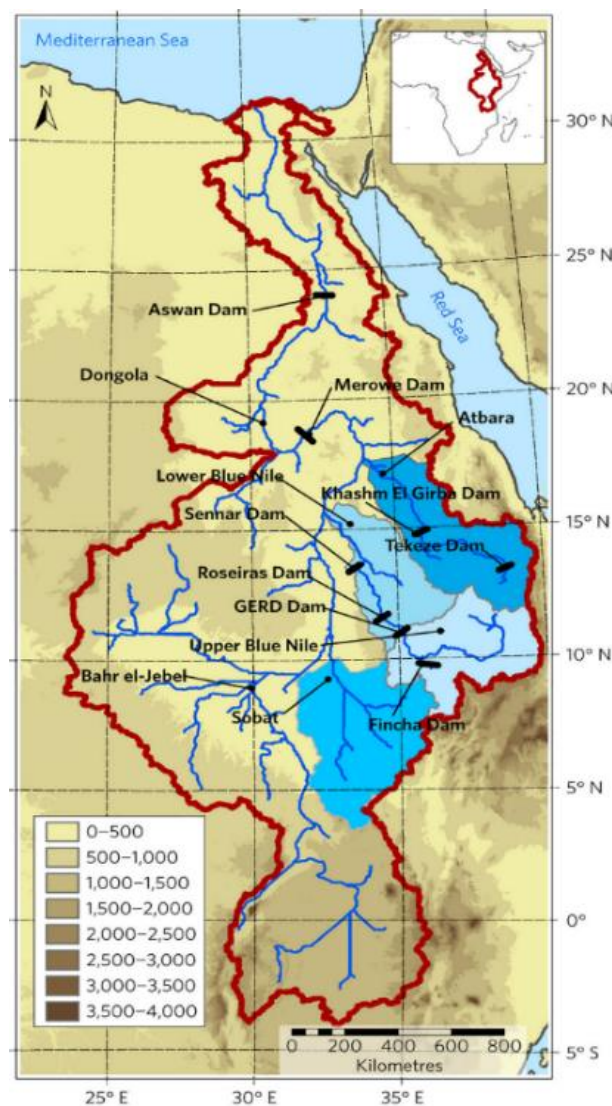 Mediterranean Sea
N
30° N
25° N
Aswan Dam
Red Sea
Dongola
Merowe Dam
20° N
Atbara
Lower Blue Nile
Khashm El Girba Dam
Sennar Dam
15° N
Tekeze Dam
Roseiras Dam
GERD Dam
Upper Blue Nile
10° N
Bahr el-Jebel
Sobat
Fincha Dam
5° N
0–500
500–1,000
1,000–1,500
1,500–2,000
2,000–2,500
2,500–3,000
3,000–3,500
3,500–4,000
0°
0 200 400 600 800
Kilometres
5° S
25° E 30° E 35° E